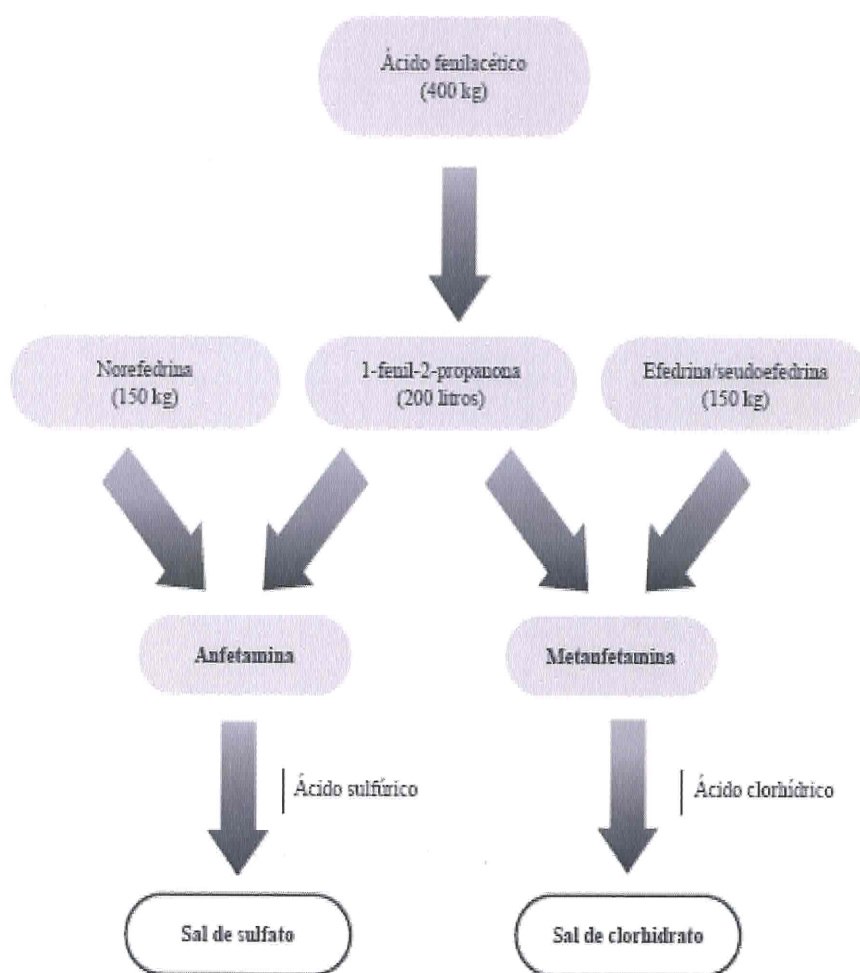 Ácido fenilacético
(400 kg)
Norefedrina
(150 kg)
1-fenil-2-propanona
(200 litros)
Efedrina/seudoefedrina
(150 kg)
Anfetamina
Metanfetamina
Ácido sulfúrico
Ácido clorhídrico
Sal de sulfato
Sal de clorhidrato